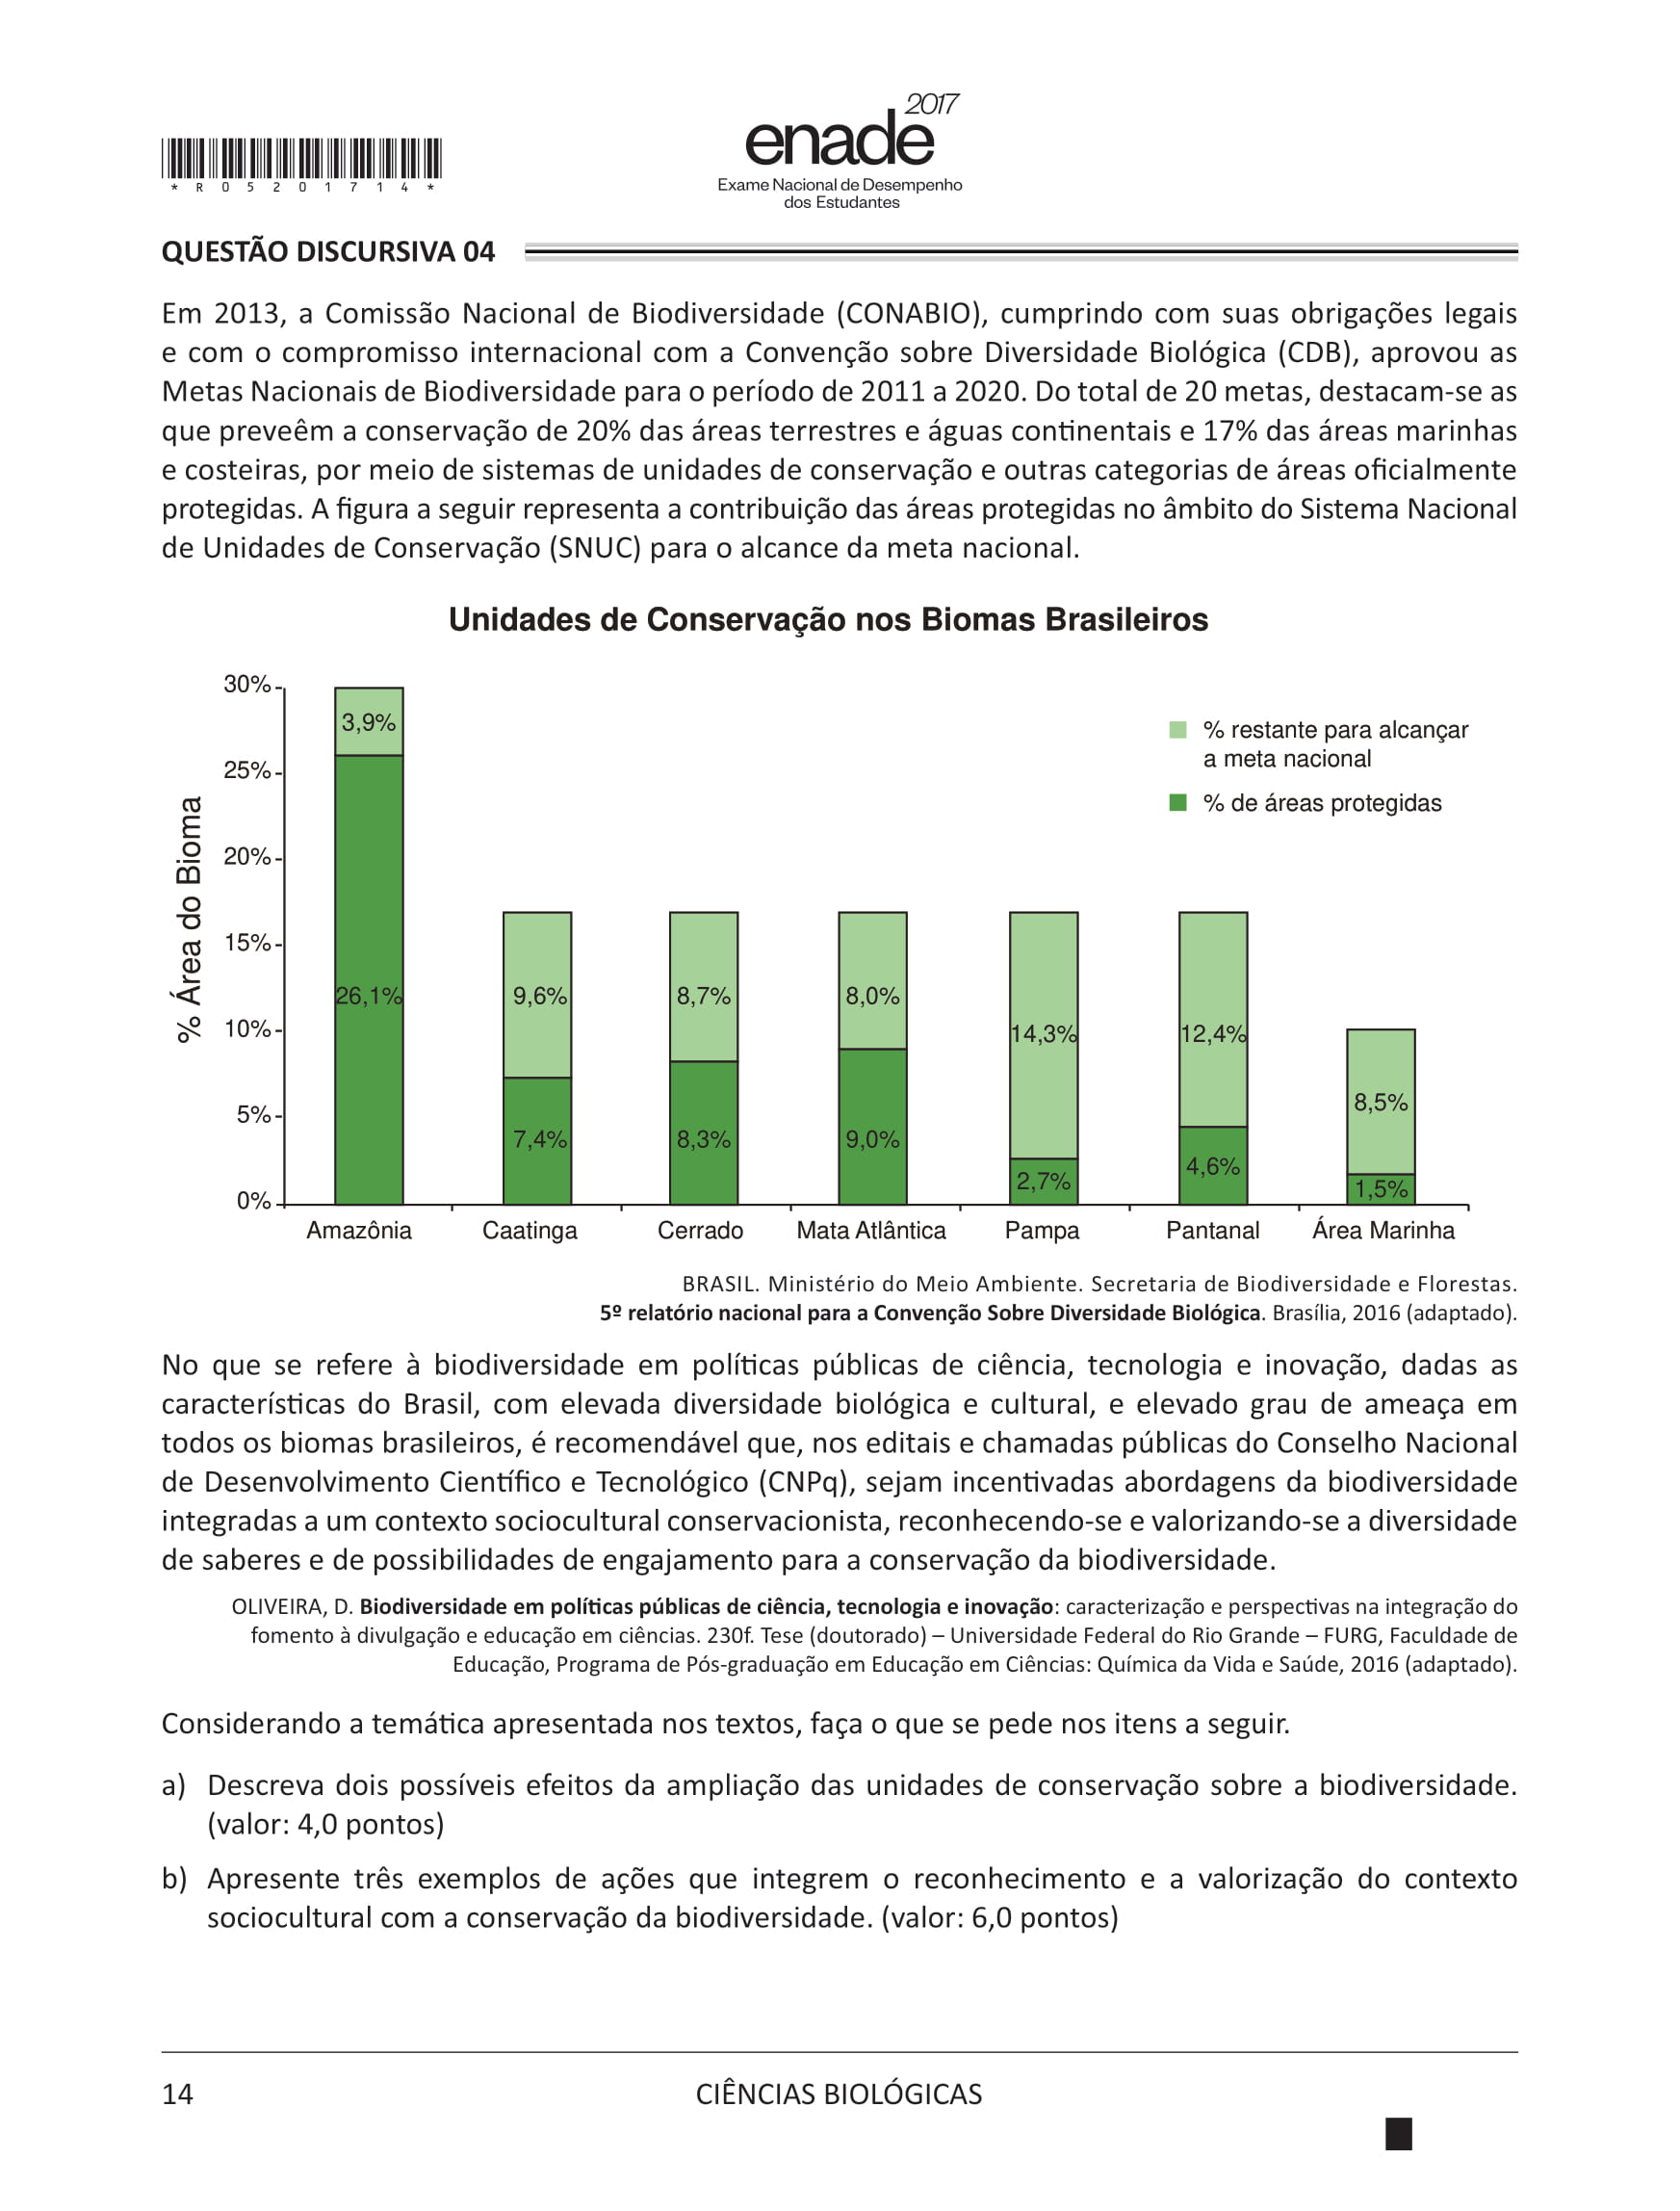 2017
enade
Exame Nacional de Desempenho
dos Estudantes
* R 0 5 2 0 1 7 1 4 *
QUESTÃO DISCURSIVA 04
Em 2013, a Comissão Nacional de Biodiversidade (CONABIO), cumprindo com suas obrigações legais
e com o compromisso internacional com a Convenção sobre Diversidade Biológica (CDB), aprovou as
Metas Nacionais de Biodiversidade para o período de 2011 a 2020. Do total de 20 metas, destacam-se as
que preveêm a conservação de 20% das áreas terrestres e águas continentais e 17% das áreas marinhas
e costeiras, por meio de sistemas de unidades de conservação e outras categorias de áreas oficialmente
protegidas. A figura a seguir representa a contribuição das áreas protegidas no âmbito do Sistema Nacional
de Unidades de Conservação (SNUC) para o alcance da meta nacional.
Unidades de Conservação nos Biomas Brasileiros
% Área do Bioma
30%
25%
20%
15%
10%
5%
0%
3,9%
26,1%
9,6%
7,4%
8,7%
8,3%
8,0%
9,0%
14,3%
2,7%
12,4%
4,6%
8,5%
1,5%
% restante para alcançar
a meta nacional
% de áreas protegidas
Amazônia Caatinga Cerrado Mata Atlântica Pampa Pantanal Área Marinha
BRASIL. Ministério do Meio Ambiente. Secretaria de Biodiversidade e Florestas.
5º relatório nacional para a Convenção Sobre Diversidade Biológica. Brasília, 2016 (adaptado).
No que se refere à biodiversidade em políticas públicas de ciência, tecnologia e inovação, dadas as
características do Brasil, com elevada diversidade biológica e cultural, e elevado grau de ameaça em
todos os biomas brasileiros, é recomendável que, nos editais e chamadas públicas do Conselho Nacional
de Desenvolvimento Científico e Tecnológico (CNPq), sejam incentivadas abordagens da biodiversidade
integradas a um contexto sociocultural conservacionista, reconhecendo-se e valorizando-se a diversidade
de saberes e de possibilidades de engajamento para a conservação da biodiversidade.
OLIVEIRA, D. Biodiversidade em políticas públicas de ciência, tecnologia e inovação: caracterização e perspectivas na integração do
fomento à divulgação e educação em ciências. 230f. Tese (doutorado) – Universidade Federal do Rio Grande – FURG, Faculdade de
Educação, Programa de Pós-graduação em Educação em Ciências: Química da Vida e Saúde, 2016 (adaptado).
Considerando a temática apresentada nos textos, faça o que se pede nos itens a seguir.
a) Descreva dois possíveis efeitos da ampliação das unidades de conservação sobre a biodiversidade.
(valor: 4,0 pontos)
b) Apresente três exemplos de ações que integrem o reconhecimento e a valorização do contexto
sociocultural com a conservação da biodiversidade. (valor: 6,0 pontos)
14
CIÊNCIAS BIOLÓGICAS